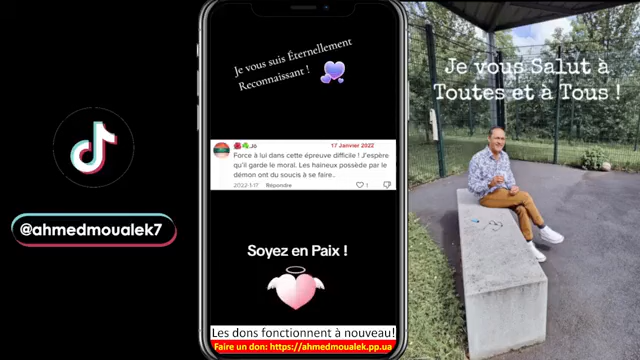 @ahmedmoualek7
Je vous suis Éternellement
Reconnaissant !
Jo
17 Janvier 2022
Force à lui dans cette épreuve difficile ! J'espère
qu'il garde le moral. Les haineux possède par le
démon ont du soucis à se faire..
2022-1-17 Répondre
1
Soyez en Paix !
Les dons fonctionnent à nouveau!
Faire un don: https://ahmedmoualek.pp.ua
Je vous Salut à
Toutes et à Tous !